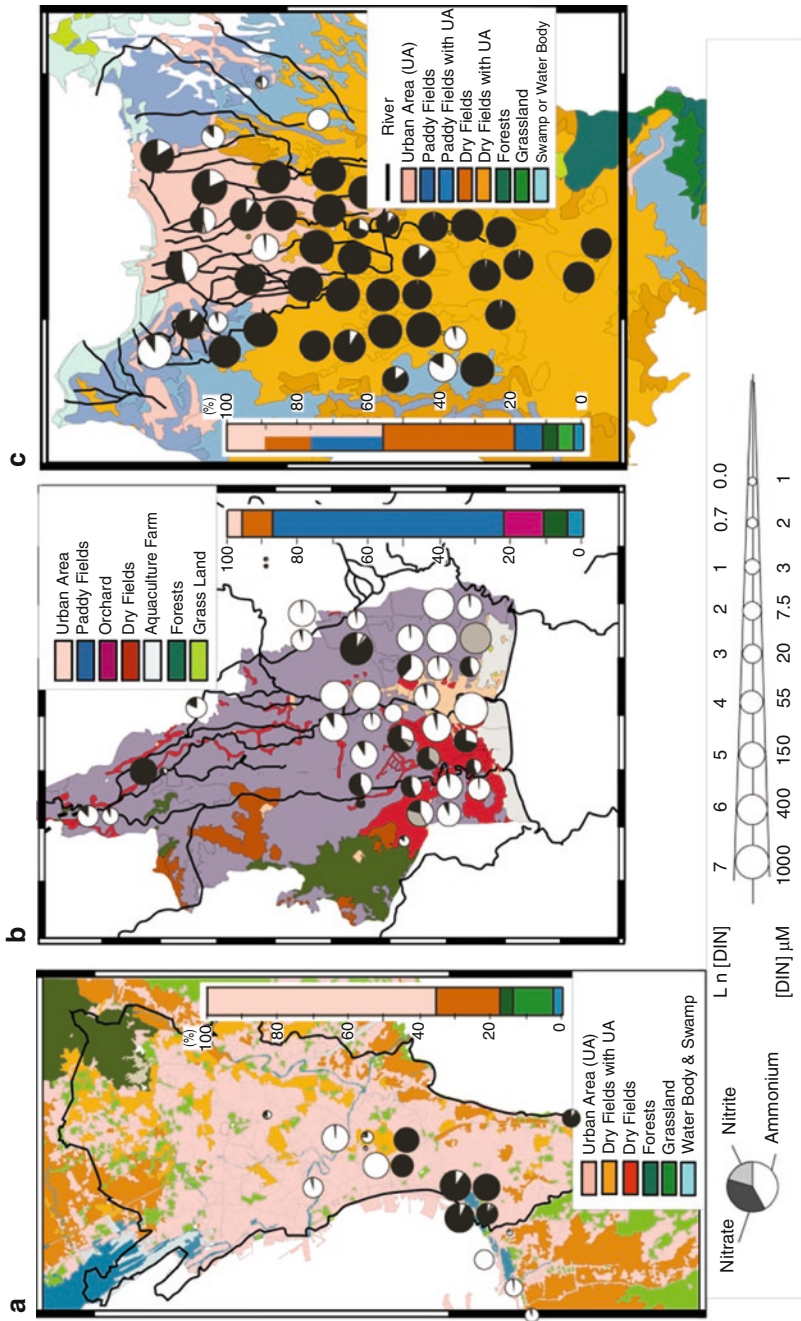 a
(%)
100
80
60
40
20
0
Urban Area (UA)
Dry Fields with UA
Dry Fields
Forests
Grassland
Water Body & Swamp
b
Urban Area
Paddy Fields
Orchard
Dry Fields
Aquaculture Farm
Forests
Grass Land
100
80
60
40
20
0
c
(%)
100
80
60
40
20
0
River
Urban Area (UA)
Paddy Fields
Paddy Fields with UA
Dry Fields
Dry Fields with UA
Forests
Grassland
Swamp or Water Body
Nitrate
Nitrite
Ammonium
L n [DIN] 7 6 5 4 3 2 1 0.7 0.0
[DIN] μM 1000 400 150 55 20 7.5 3 2 1